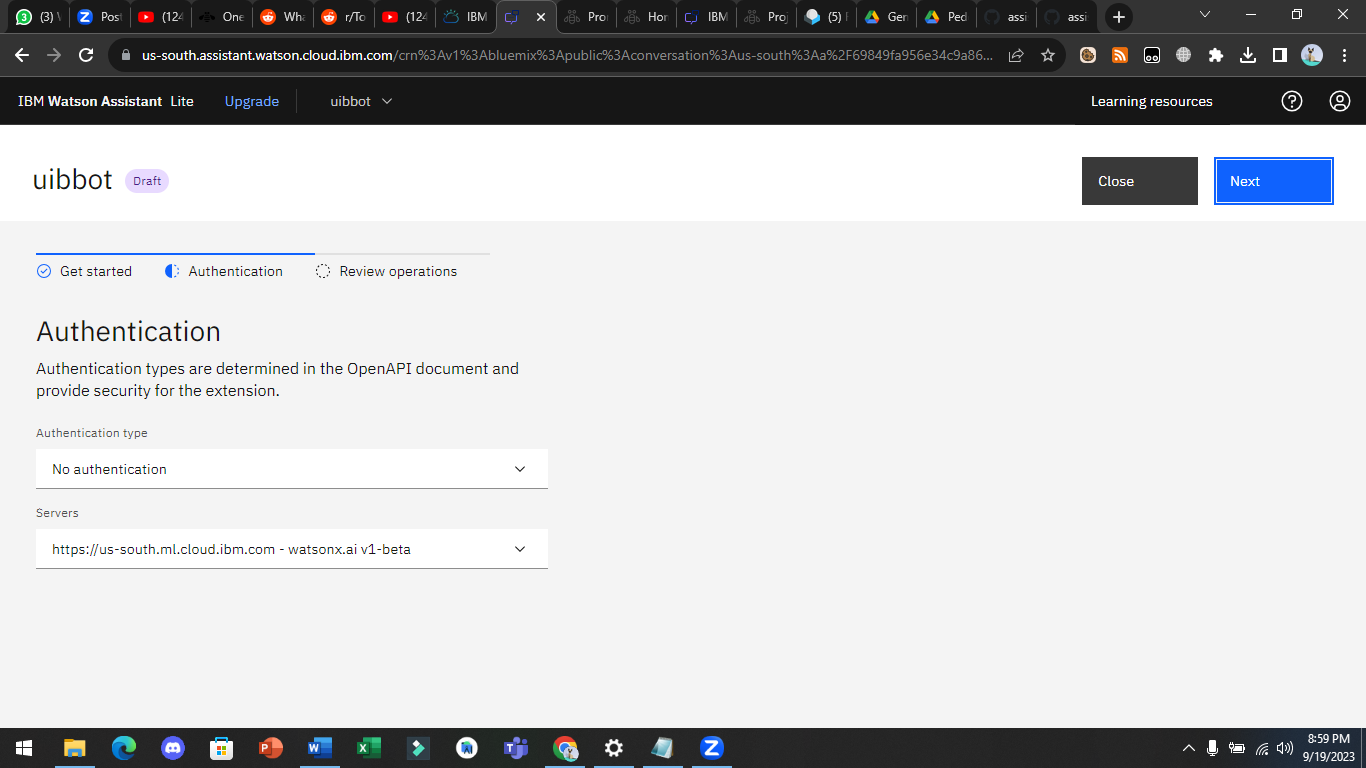 (3) W
Post
(124
One
Wha
r/To
(124
IBM
Pro
Hor
IBM
Proj
(5)
Gen
Ped
assi
assi
us-south.assistant.watson.cloud.ibm.com/crn%3Av1%3Abluemix%3Apublic%3Aconversation%3Aus-south%3Aa%2F69849fa956e34c9a86...
IBM Watson Assistant Lite Upgrade uibbot Learning resources
uibbot Draft Close Next
Get started Authentication Review operations
Authentication
Authentication types are determined in the OpenAPI document and
provide security for the extension.
Authentication type
No authentication
Servers
https://us-south.ml.cloud.ibm.com - watsonx.ai v1-beta
8:59 PM
9/19/2023